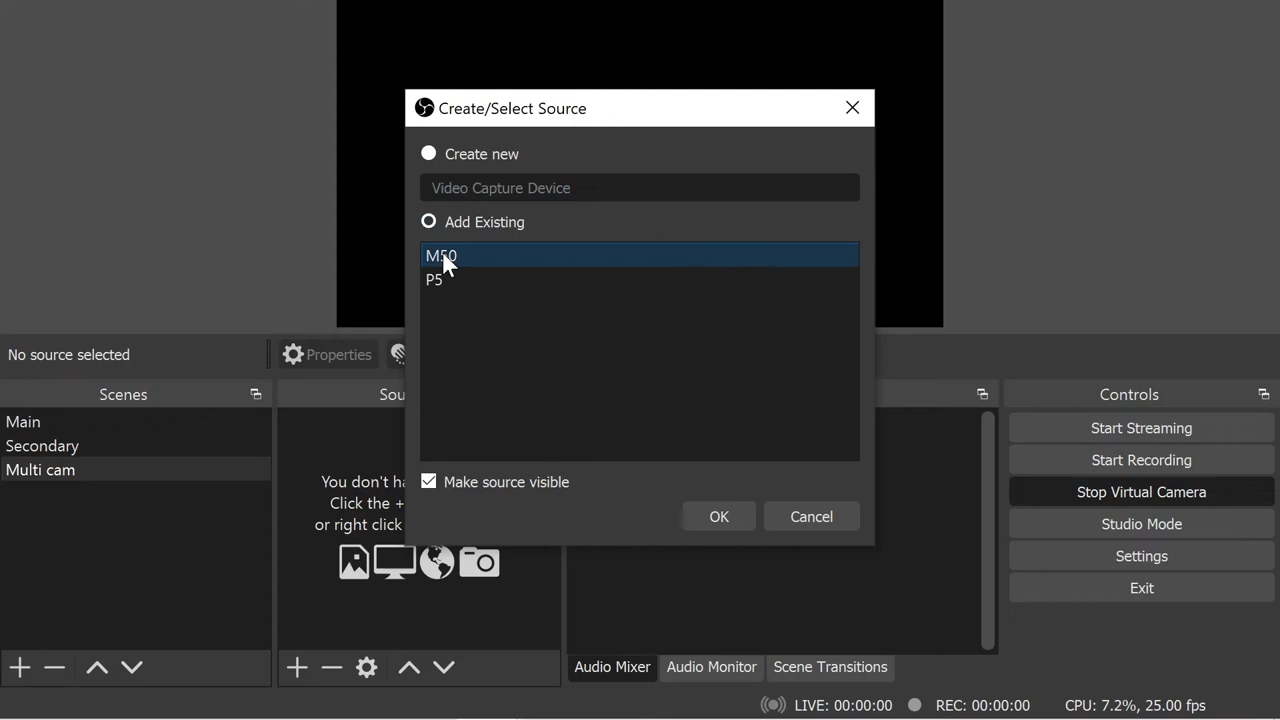 Create/Select Source
Create new
Video Capture Device
Add Existing
M50
P5
Make source visible
OK
Cancel
No source selected
Properties
Scenes
Sou
Controls
Main
Secondary
Multi cam
You don't ha
Click the +
or right click
Start Streaming
Start Recording
Stop Virtual Camera
Studio Mode
Settings
Exit
Audio Mixer
Audio Monitor
Scene Transitions
LIVE: 00:00:00
REC: 00:00:00
CPU: 7.2%, 25.00 fps